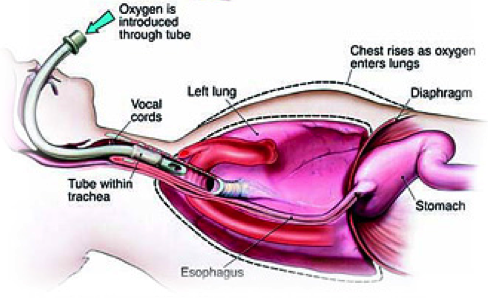 Oxygen is
introduced
through tube
Chest rises as oxygen
enters lungs
Left lung
Diaphragm
Vocal
cords
Tube within
trachea
Stomach
Esophagus